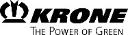 KRONE
THE POWER OF GREEN